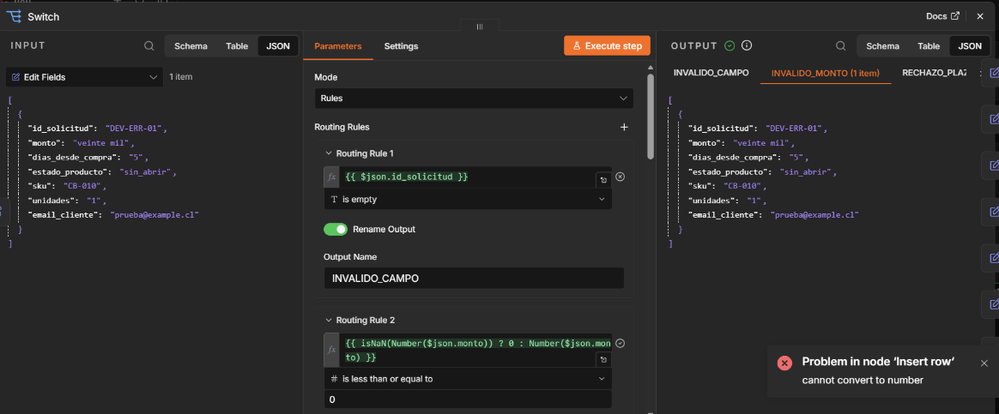 Switch
Docs
INPUT
Schema
Table
JSON
Edit Fields
1 item
[
{
"id_solicitud": "DEV-ERR-01",
"monto": "veinte mil",
"dias_desde_compra": "5",
"estado_producto": "sin_abrir",
"sku": "CB-010",
"unidades": "1",
"email_cliente": "prueba@example.cl"
}
]
Parameters
Settings
Execute step
Mode
Rules
Routing Rules
Routing Rule 1
fx
{{ $json.id_solicitud }}
T is empty
Rename Output
Output Name
INVALIDO_CAMPO
Routing Rule 2
fx
{{ isNaN(Number($json.monto)) ? 0 : Number($json.mon
to) }}
# is less than or equal to
0
OUTPUT
Schema
Table
JSON
INVALIDO_CAMPO
INVALIDO_MONTO (1 item)
RECHAZO_PLAZ
[
{
"id_solicitud": "DEV-ERR-01",
"monto": "veinte mil",
"dias_desde_compra": "5",
"estado_producto": "sin_abrir",
"sku": "CB-010",
"unidades": "1",
"email_cliente": "prueba@example.cl"
}
]
Problem in node ‘Insert row‘
cannot convert to number